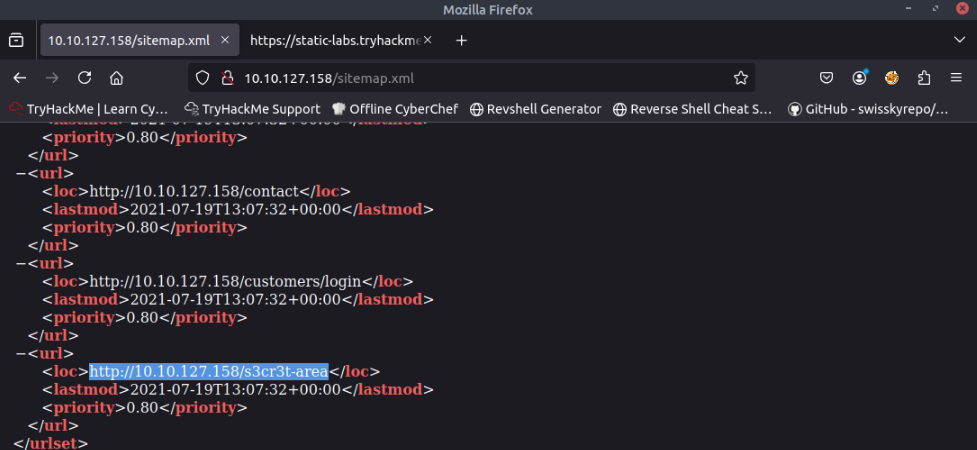 Mozilla Firefox
10.10.127.158/sitemap.xml × https://static-labs.tryhackme × +
10.10.127.158/sitemap.xml
TryHackMe | Learn Cy… TryHackMe Support Offline CyberChef Revshell Generator Reverse Shell Cheat S… GitHub - swisskyrepo/…
<priority>0.80</priority>
</url>
−<url>
<loc>http://10.10.127.158/contact</loc>
<lastmod>2021-07-19T13:07:32+00:00</lastmod>
<priority>0.80</priority>
</url>
−<url>
<loc>http://10.10.127.158/customers/login</loc>
<lastmod>2021-07-19T13:07:32+00:00</lastmod>
<priority>0.80</priority>
</url>
−<url>
<loc>http://10.10.127.158/s3cr3t-area</loc>
<lastmod>2021-07-19T13:07:32+00:00</lastmod>
<priority>0.80</priority>
</url>
</urlset>